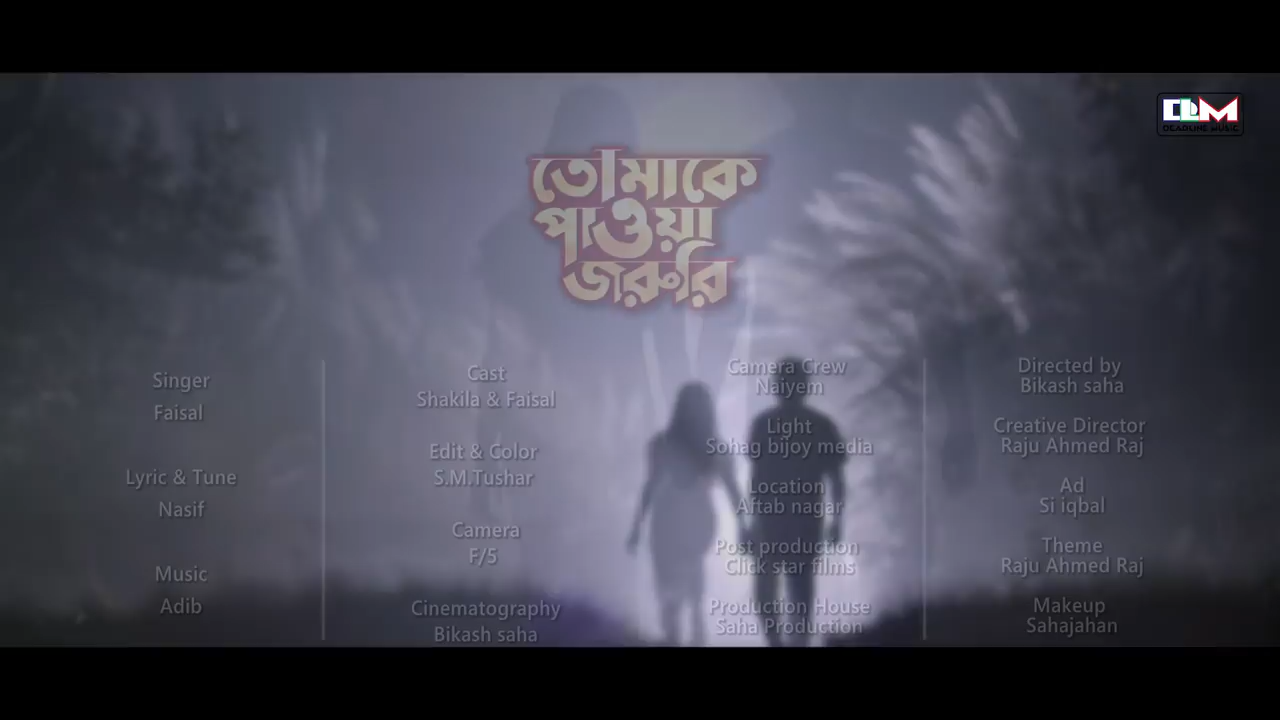 DLM
DEADLINE MUSIC
তোমাকে
পাওয়া
জরুরি
Singer
Faisal
Lyric & Tune
Nasif
Music
Adib
Cast
Shakila & Faisal
Edit & Color
S.M.Tushar
Camera
F/5
Cinematography
Bikash saha
Camera Crew
Naiyem
Light
Sohag bijoy media
Location
Aftab nagar
Post production
Click star films
Production House
Saha Production
Directed by
Bikash saha
Creative Director
Raju Ahmed Raj
Ad
Si iqbal
Theme
Raju Ahmed Raj
Makeup
Sahajahan